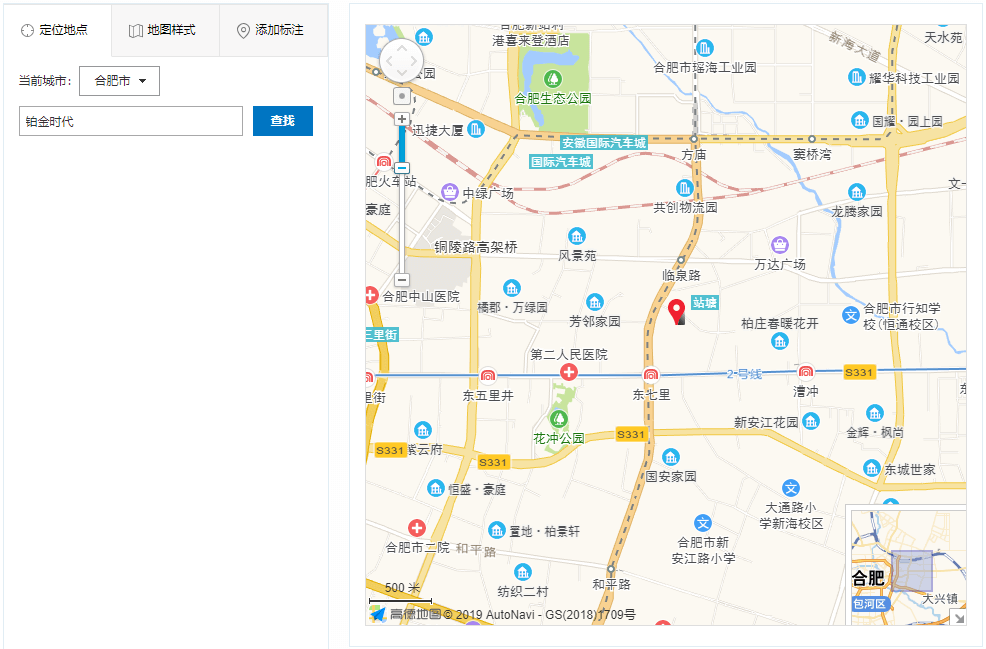 定位地点
地图样式
添加标注
当前城市：
合肥市
铂金时代
查找
港喜来登酒店
合肥市瑶海工业园
新海大道
天水苑
公园
合肥生态公园
耀华科技工业园
迅捷大厦
安徽国际汽车城
国耀·园上园
国际汽车城
方庙
窦桥湾
肥火车站
中绿广场
共创物流园
文一
豪庭
龙腾家园
铜陵路高架桥
风景苑
万达广场
临泉路
合肥中山医院
橘郡·万绿园
芳邻家园
站塘
柏庄春暖花开
合肥市行知学
校(恒通校区)
三里街
第二人民医院
2号线
S331
里街
东五里井
东七里
漕冲
花冲公园
S331
新安江花园
金辉·枫尚
S331
紫云府
S331
国安家园
东城世家
恒盛·豪庭
大通路小
学新海校区
合肥市二院
和平路
置地·柏景轩
合肥市新
安江路小学
纺织二村
和平路
合肥
包河区
大兴镇
500 米
高德地图 © 2019 AutoNavi - GS(2018)1709号